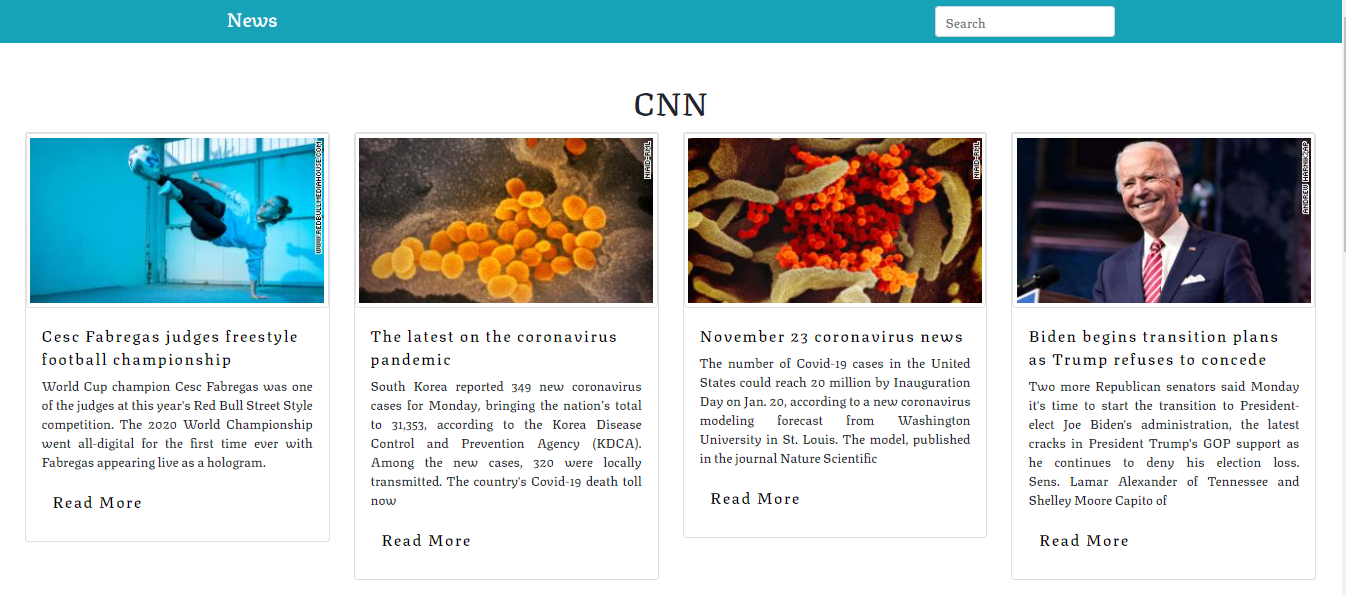 News
Search
CNN
WWW.REDBULLMEDIAHOUSE.COM
Cesc Fabregas judges freestyle
football championship
World Cup champion Cesc Fabregas was one
of the judges at this year's Red Bull Street Style
competition. The 2020 World Championship
went all-digital for the first time ever with
Fabregas appearing live as a hologram.
Read More
NIAID-RML
The latest on the coronavirus
pandemic
South Korea reported 349 new coronavirus
cases for Monday, bringing the nation's total
to 31,353, according to the Korea Disease
Control and Prevention Agency (KDCA).
Among the new cases, 320 were locally
transmitted. The country's Covid-19 death toll
now
Read More
NIAID-RML
November 23 coronavirus news
The number of Covid-19 cases in the United
States could reach 20 million by Inauguration
Day on Jan. 20, according to a new coronavirus
modeling forecast from Washington
University in St. Louis. The model, published
in the journal Nature Scientific
Read More
ANDREW HARNIK/AP
Biden begins transition plans
as Trump refuses to concede
Two more Republican senators said Monday
it's time to start the transition to President-
elect Joe Biden's administration, the latest
cracks in President Trump's GOP support as
he continues to deny his election loss.
Sens. Lamar Alexander of Tennessee and
Shelley Moore Capito of
Read More